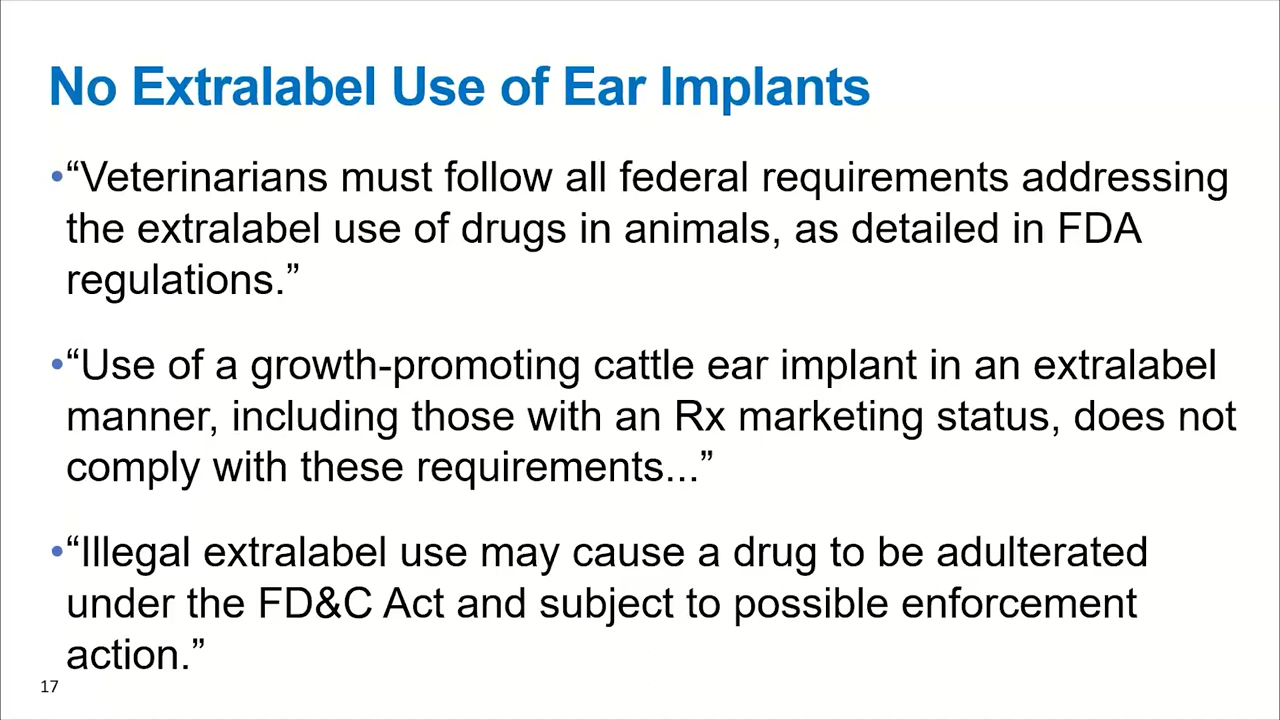 No Extralabel Use of Ear Implants
•“Veterinarians must follow all federal requirements addressing
the extralabel use of drugs in animals, as detailed in FDA
regulations.”
•“Use of a growth-promoting cattle ear implant in an extralabel
manner, including those with an Rx marketing status, does not
comply with these requirements...”
•“Illegal extralabel use may cause a drug to be adulterated
under the FD&C Act and subject to possible enforcement
action.”
17